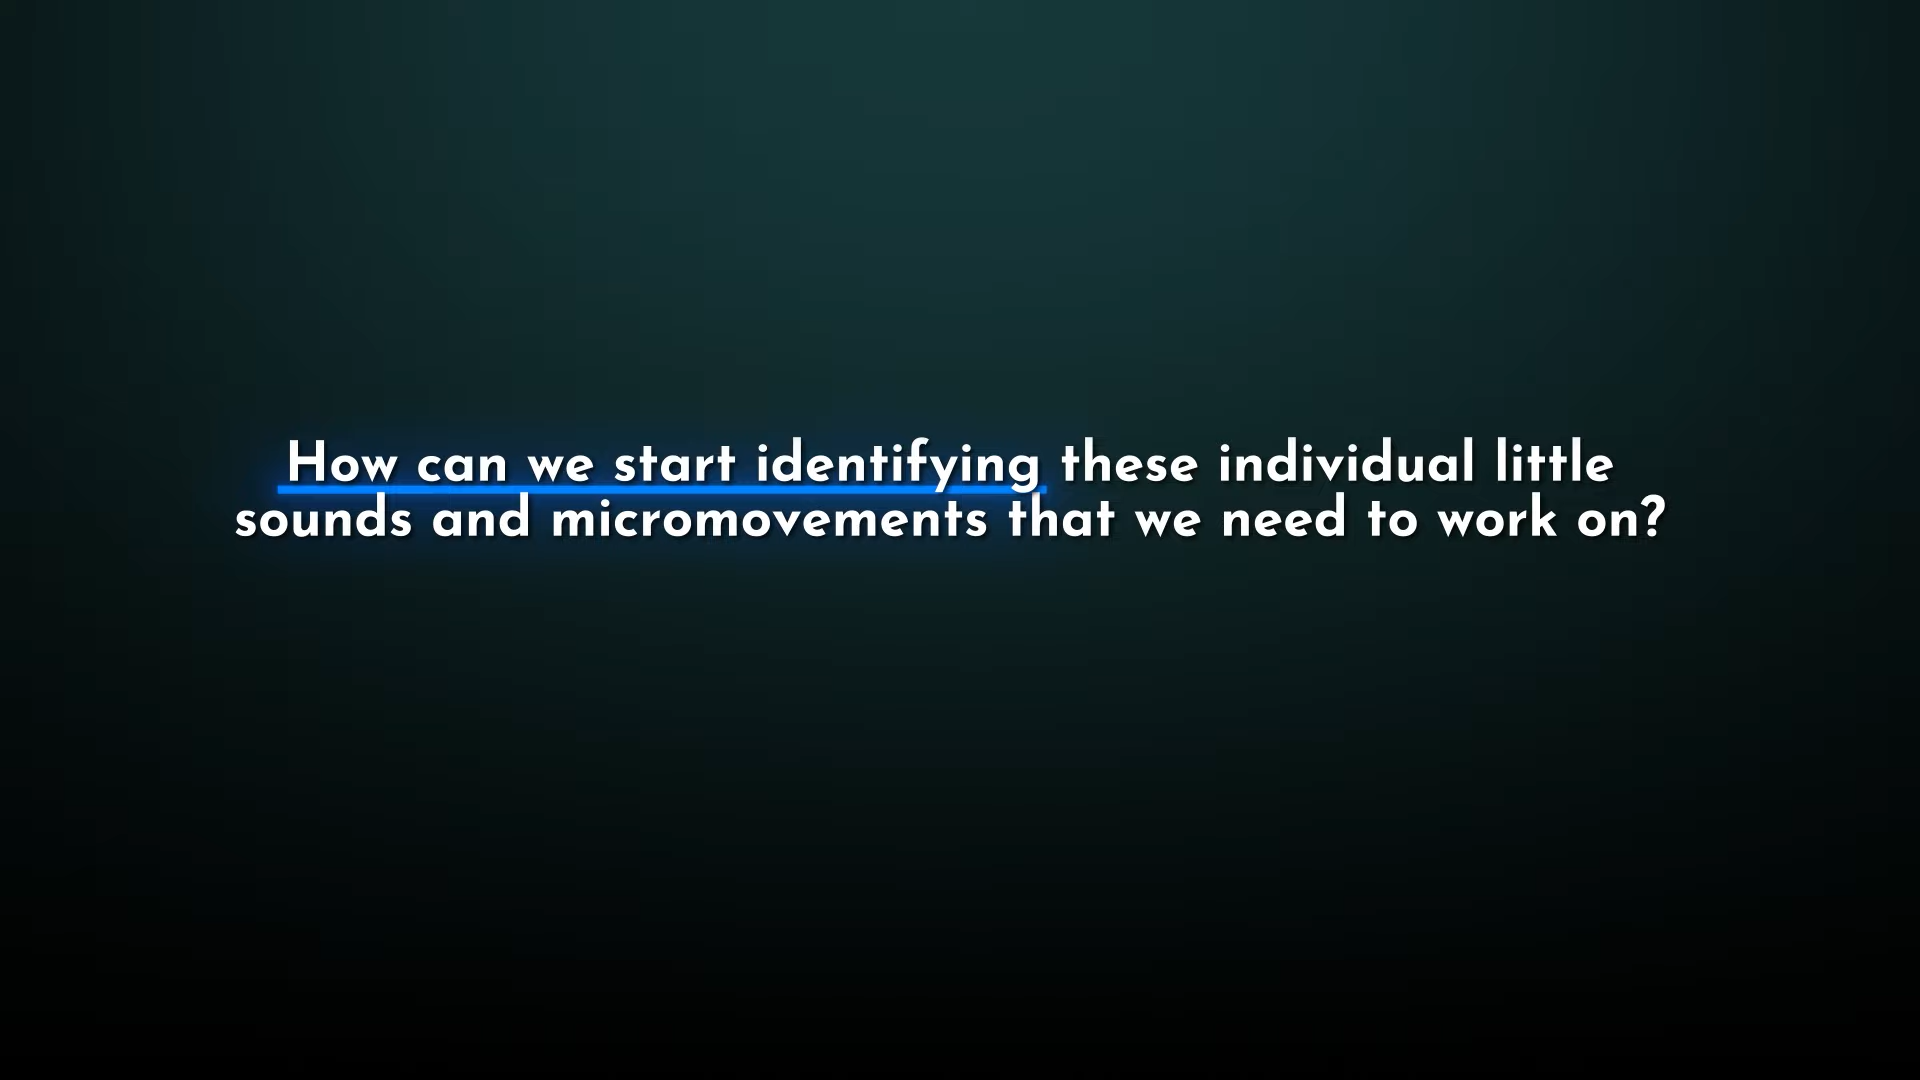 How can we start identifying these individual little
sounds and micromovements that we need to work on?